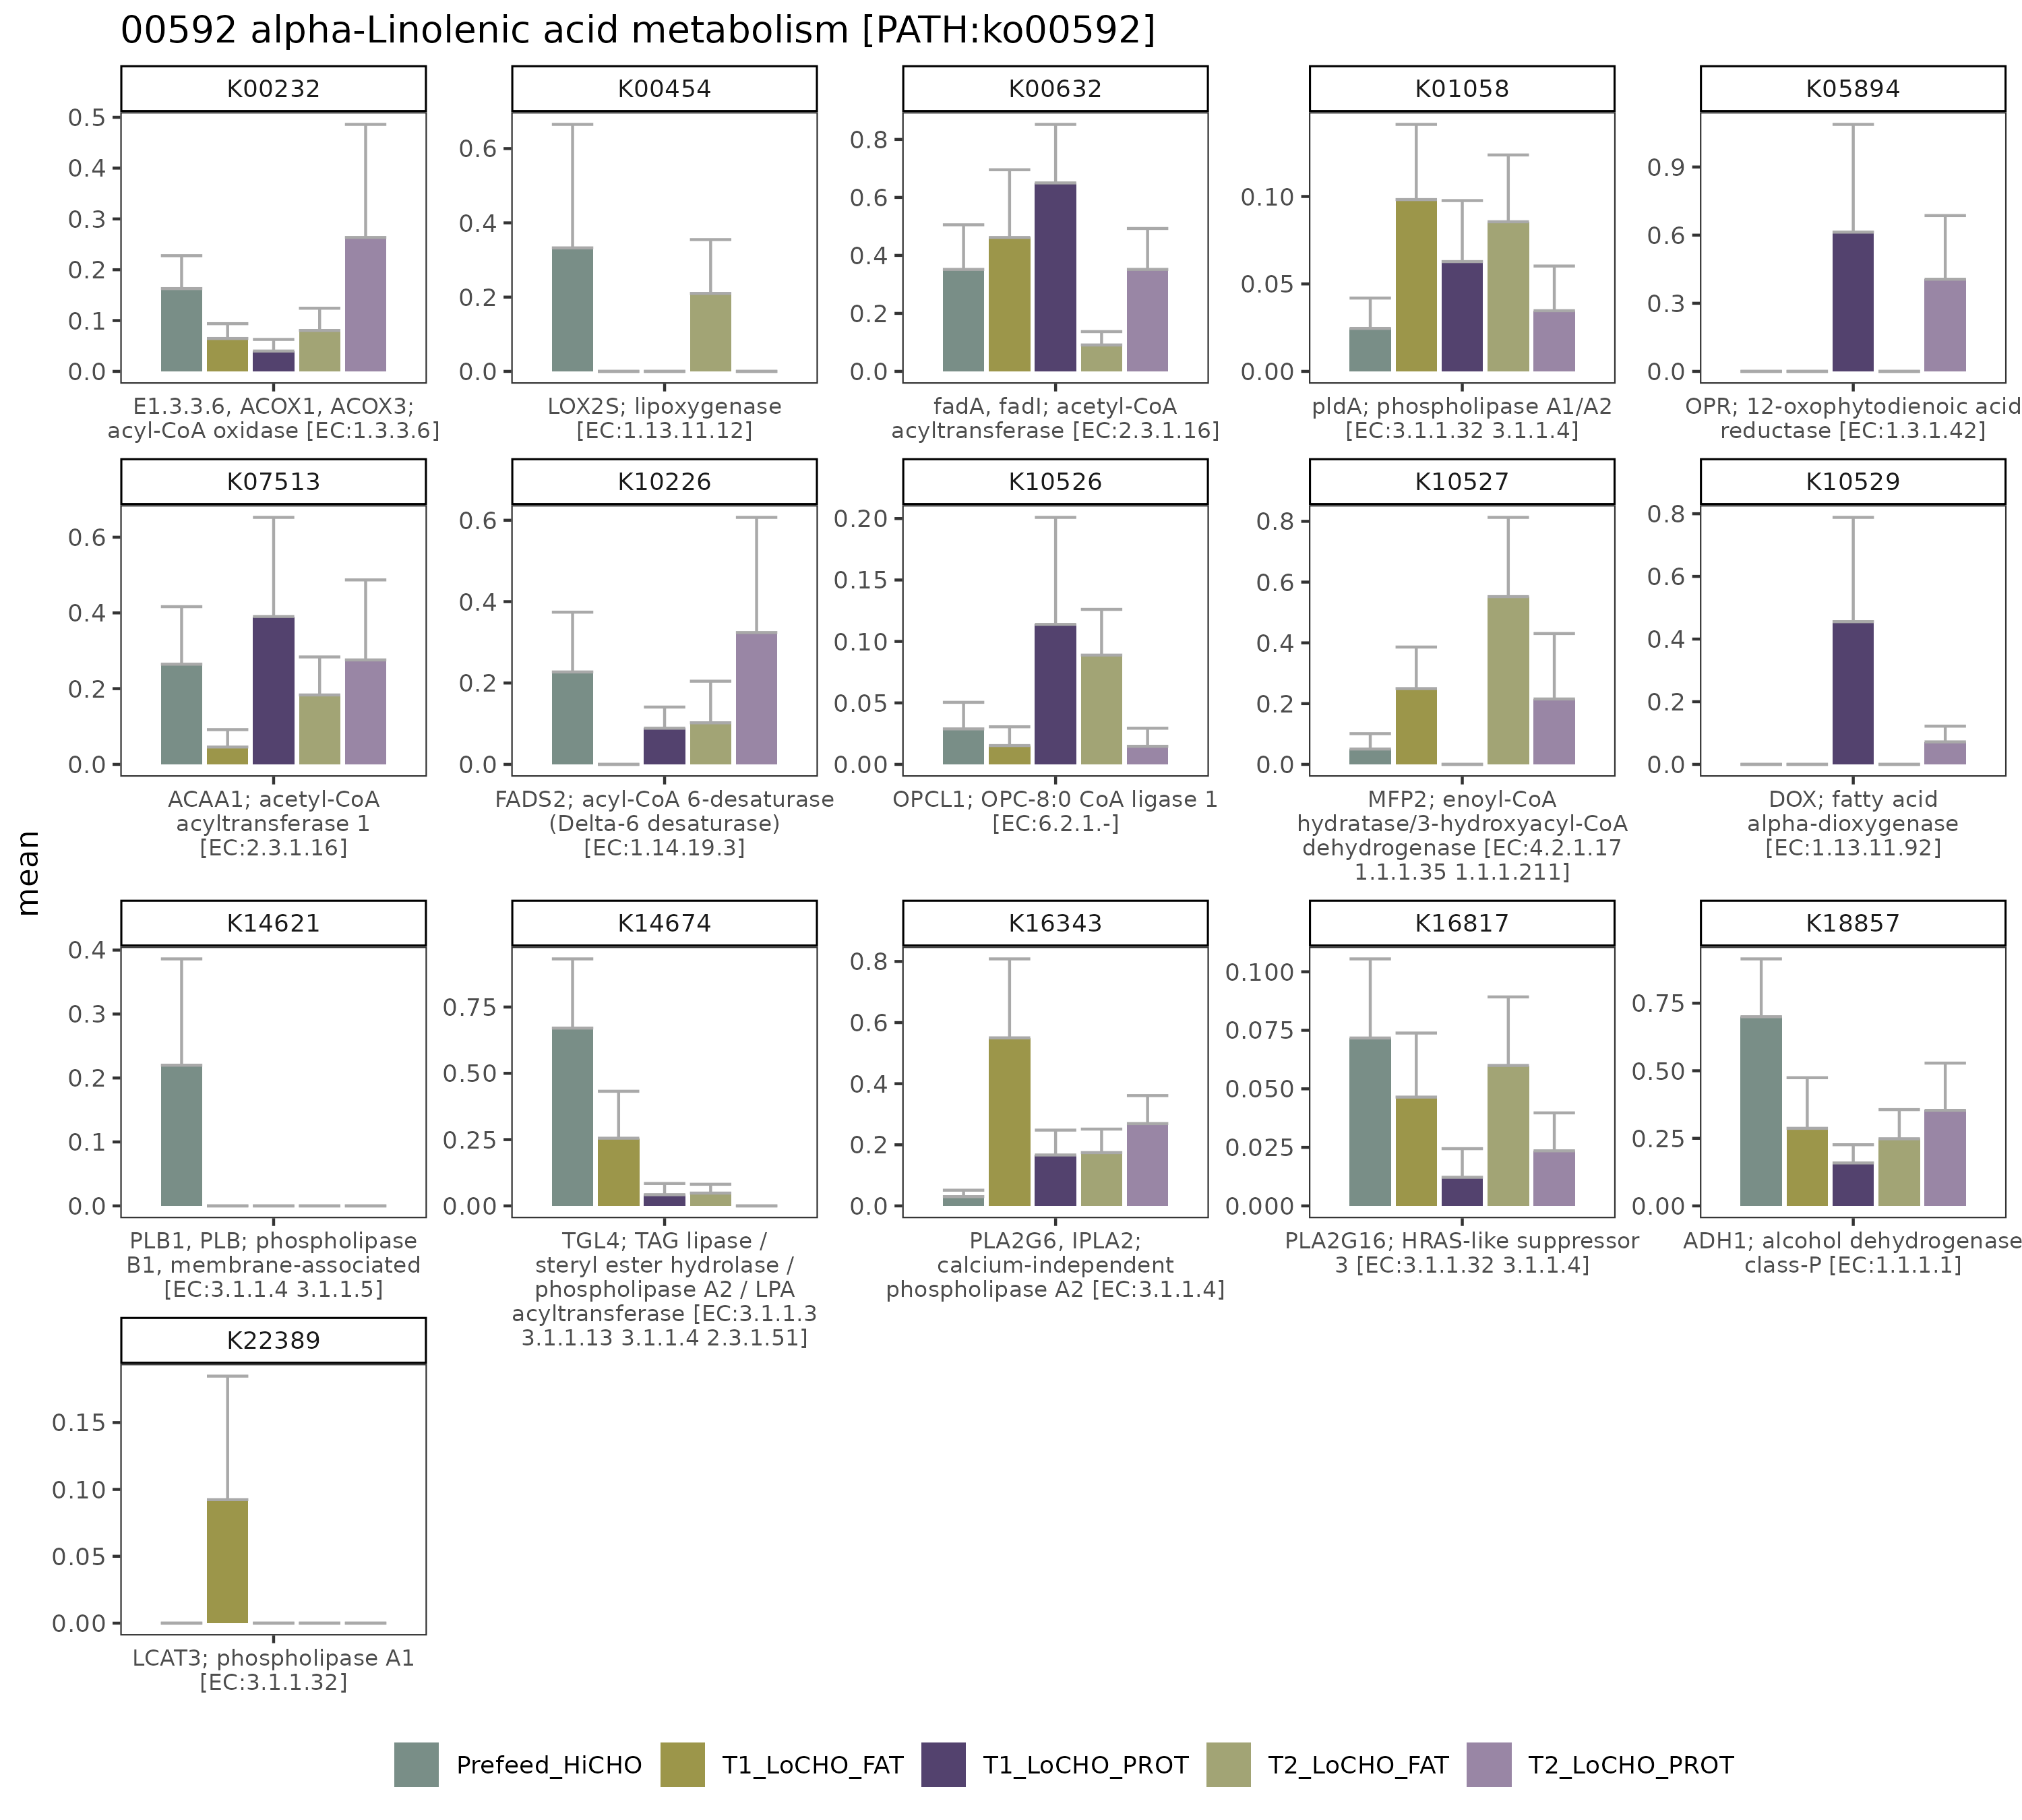 00592 alpha-Linolenic acid metabolism [PATH:ko00592]
mean
K00232
0.5
0.4
0.3
0.2
0.1
0.0
E1.3.3.6, ACOX1, ACOX3;
acyl-CoA oxidase [EC:1.3.3.6]
K00454
0.6
0.4
0.2
0.0
LOX2S; lipoxygenase
[EC:1.13.11.12]
K00632
0.8
0.6
0.4
0.2
0.0
fadA, fadI; acetyl-CoA
acyltransferase [EC:2.3.1.16]
K01058
0.10
0.05
0.00
pldA; phospholipase A1/A2
[EC:3.1.1.32 3.1.1.4]
K05894
0.9
0.6
0.3
0.0
OPR; 12-oxophytodienoic acid
reductase [EC:1.3.1.42]
K07513
0.6
0.4
0.2
0.0
ACAA1; acetyl-CoA
acyltransferase 1
[EC:2.3.1.16]
K10226
0.6
0.4
0.2
0.0
FADS2; acyl-CoA 6-desaturase
(Delta-6 desaturase)
[EC:1.14.19.3]
K10526
0.20
0.15
0.10
0.05
0.00
OPCL1; OPC-8:0 CoA ligase 1
[EC:6.2.1.-]
K10527
0.8
0.6
0.4
0.2
0.0
MFP2; enoyl-CoA
hydratase/3-hydroxyacyl-CoA
dehydrogenase [EC:4.2.1.17
1.1.1.35 1.1.1.211]
K10529
0.8
0.6
0.4
0.2
0.0
DOX; fatty acid
alpha-dioxygenase
[EC:1.13.11.92]
K14621
0.4
0.3
0.2
0.1
0.0
PLB1, PLB; phospholipase
B1, membrane-associated
[EC:3.1.1.4 3.1.1.5]
K14674
0.75
0.50
0.25
0.00
TGL4; TAG lipase /
steryl ester hydrolase /
phospholipase A2 / LPA
acyltransferase [EC:3.1.1.3
3.1.1.13 3.1.1.4 2.3.1.51]
K16343
0.8
0.6
0.4
0.2
0.0
PLA2G6, IPLA2;
calcium-independent
phospholipase A2 [EC:3.1.1.4]
K16817
0.100
0.075
0.050
0.025
0.000
PLA2G16; HRAS-like suppressor
3 [EC:3.1.1.32 3.1.1.4]
K18857
0.75
0.50
0.25
0.00
ADH1; alcohol dehydrogenase
class-P [EC:1.1.1.1]
K22389
0.15
0.10
0.05
0.00
LCAT3; phospholipase A1
[EC:3.1.1.32]
Prefeed_HiCHO
T1_LoCHO_FAT
T1_LoCHO_PROT
T2_LoCHO_FAT
T2_LoCHO_PROT